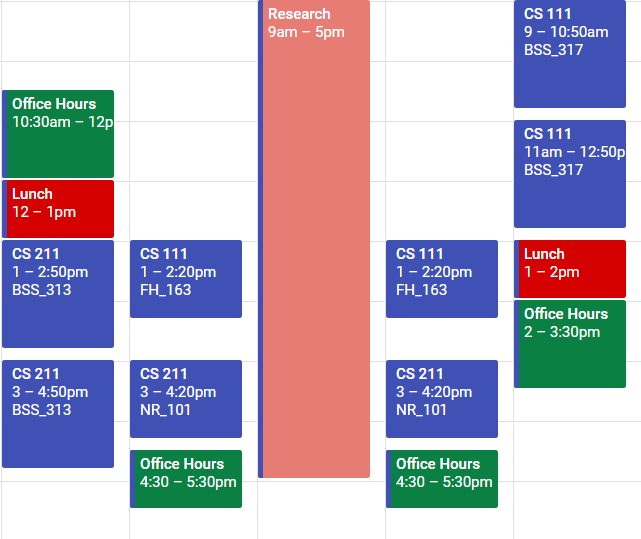 Office Hours
10:30am – 12p
Lunch
12 – 1pm
CS 211
1 – 2:50pm
BSS_313
CS 211
3 – 4:50pm
BSS_313
CS 111
1 – 2:20pm
FH_163
CS 211
3 – 4:20pm
NR_101
Office Hours
4:30 – 5:30pm
Research
9am – 5pm
CS 111
1 – 2:20pm
FH_163
CS 211
3 – 4:20pm
NR_101
Office Hours
4:30 – 5:30pm
CS 111
9 – 10:50am
BSS_317
CS 111
11am – 12:50p
BSS_317
Lunch
1 – 2pm
Office Hours
2 – 3:30pm